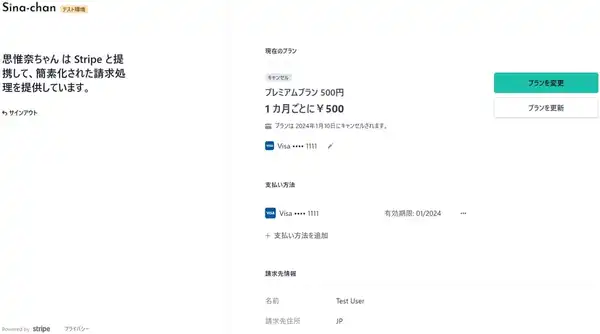 Sina-chan テスト環境
思惟奈ちゃん は Stripe と提
携して、簡素化された請求処
理を提供しています。
サインアウト
Powered by stripe
プライバシー
現在のプラン
キャンセル
プレミアムプラン 500円
1 カ月ごとに￥500
プランは 2024年1月10日にキャンセルされます。
VISA Visa •••• 1111
プランを変更
プランを更新
支払い方法
VISA Visa •••• 1111 有効期限: 01/2024 •••
+ 支払い方法を追加
請求先情報
名前 Test User
請求先住所 JP